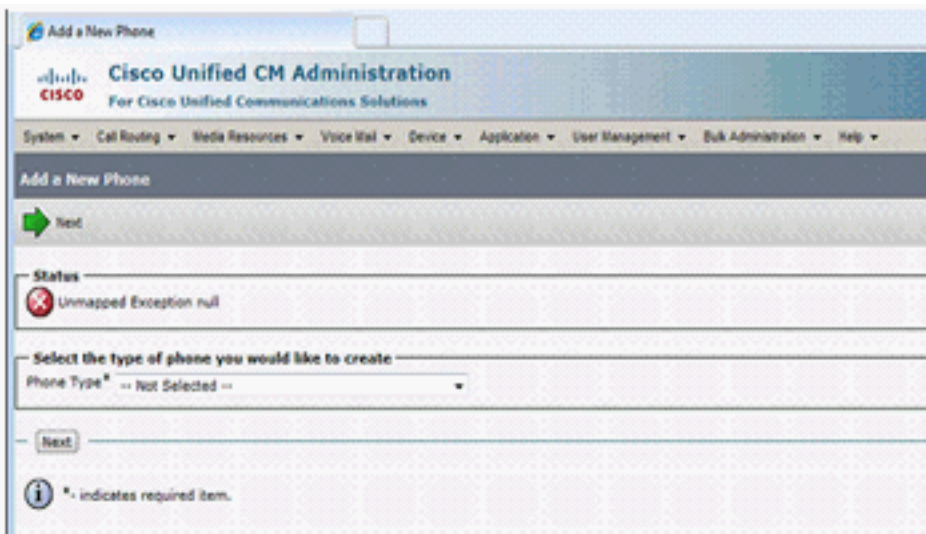 Add a New Phone
CISCO
Cisco Unified CM Administration
For Cisco Unified Communications Solutions
System Call Routing Media Resources Voice Mail Device Application User Management Bulk Administration Help
Add a New Phone
Next
Status
Unmapped Exception null
Select the type of phone you would like to create
Phone Type* -- Not Selected --
Next
*- indicates required item.